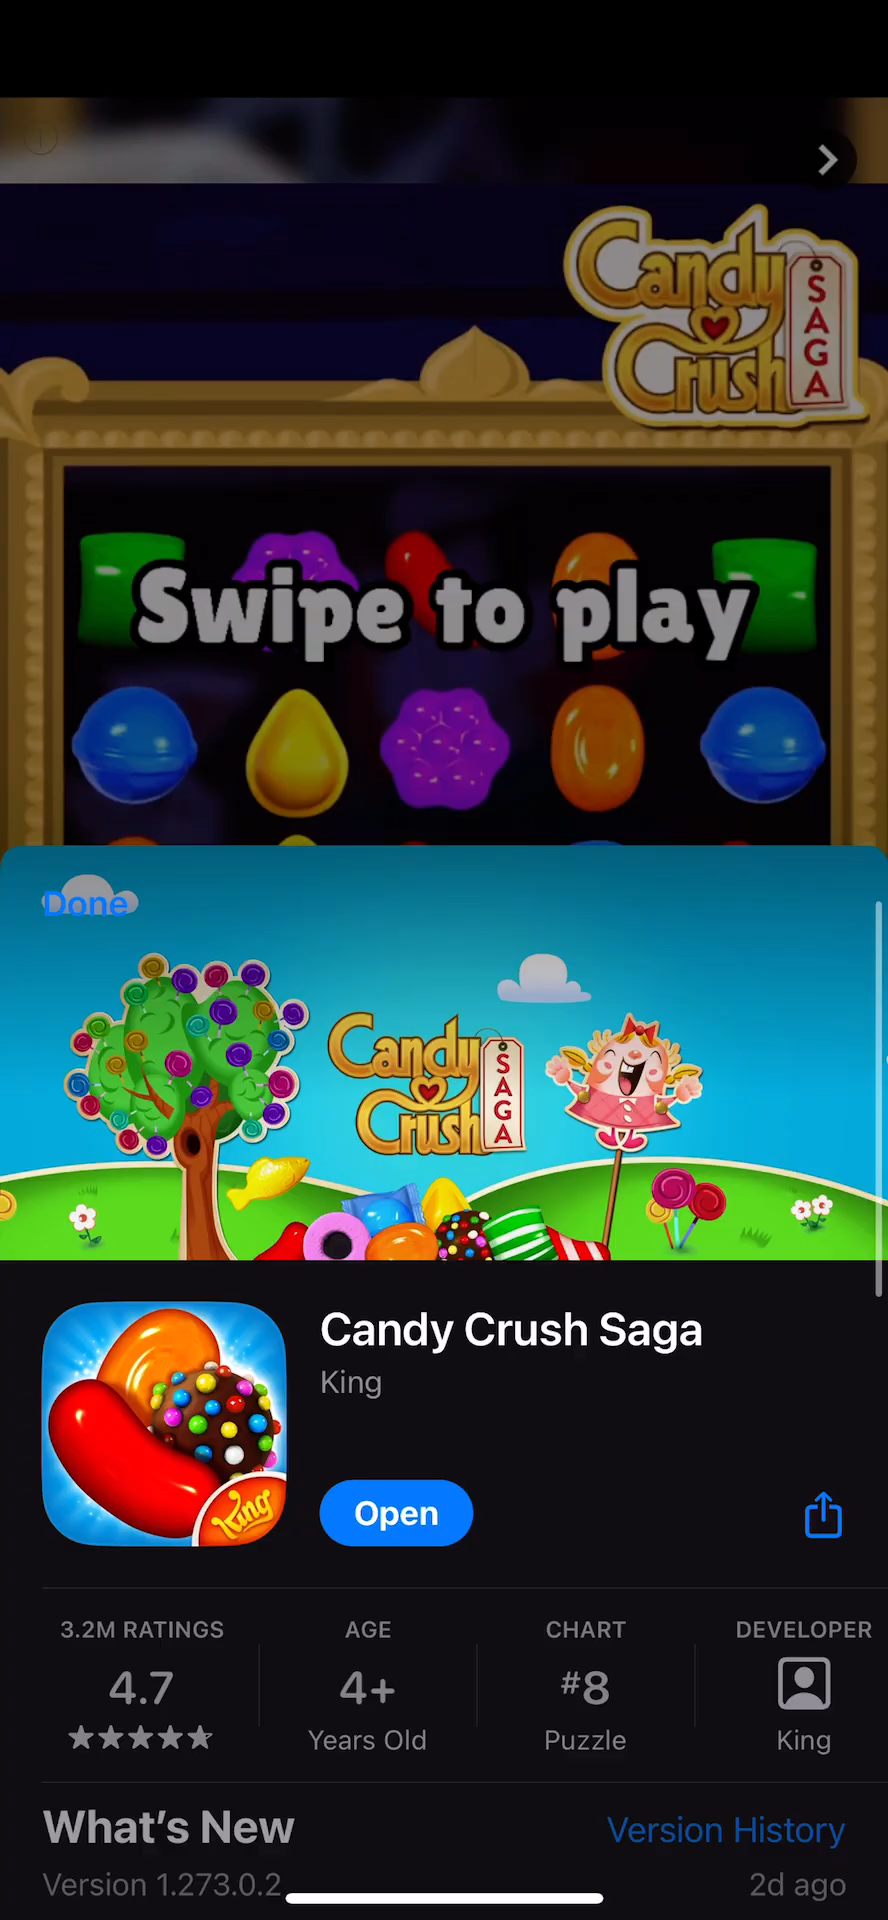 Candy
Crush
SAGA
Swipe to play
Done
Candy
Crush
SAGA
Candy Crush Saga
King
King
Open
3.2M RATINGS
4.7
AGE
4+
Years Old
CHART
#8
Puzzle
DEVELOPER
King
What's New
Version History
Version 1.273.0.2
2d ago